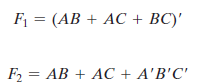 F₁ = (AB + AC + BC)'
F₂ = AB + AC + A'B'C'